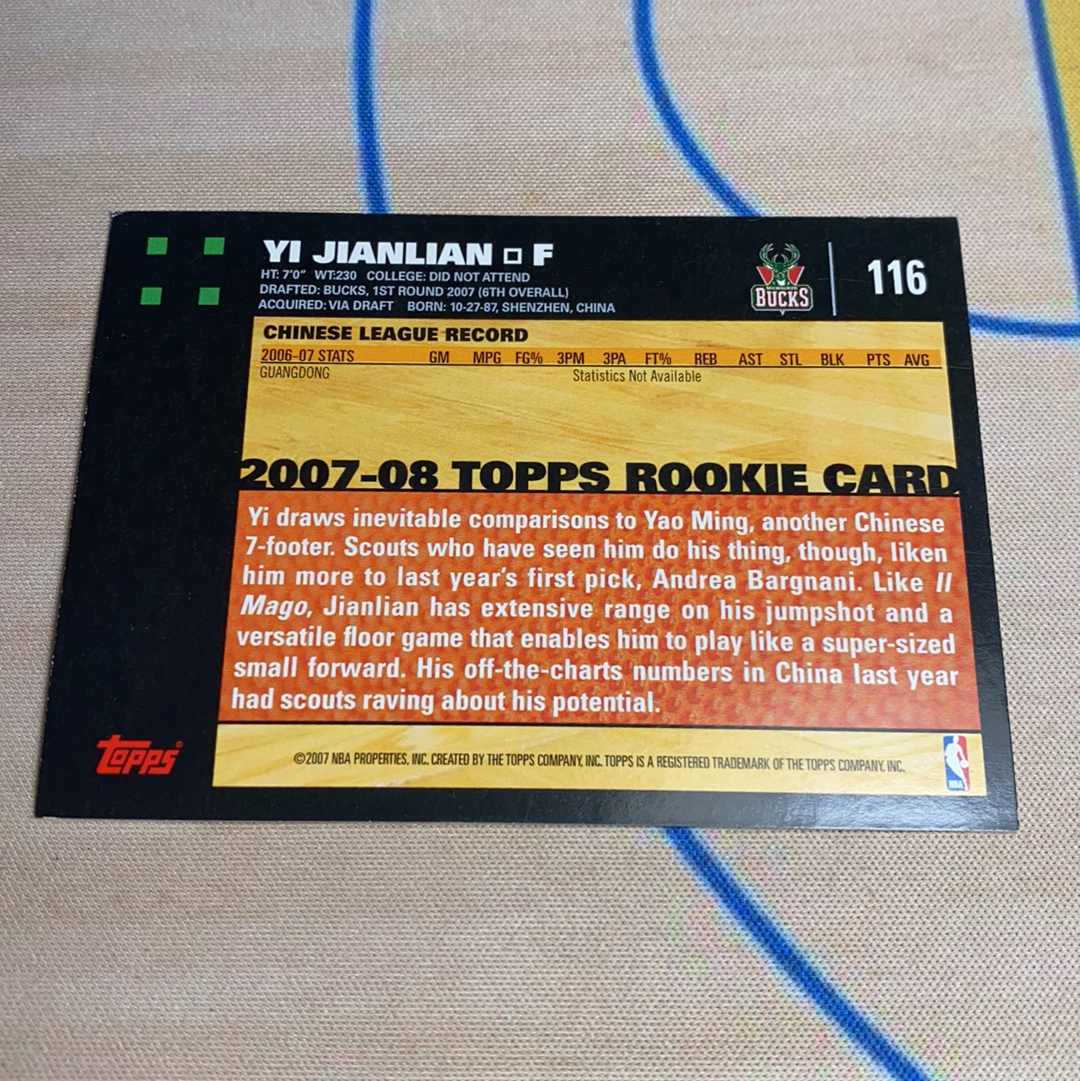 YI JIANLIAN □ F
HT: 7'0" WT:230 COLLEGE: DID NOT ATTEND
DRAFTED: BUCKS, 1ST ROUND 2007 (6TH OVERALL)
ACQUIRED: VIA DRAFT BORN: 10-27-87, SHENZHEN, CHINA
MILWAUKEE
BUCKS
116
CHINESE LEAGUE RECORD
2006-07 STATS GM MPG FG% 3PM 3PA FT% REB AST STL BLK PTS AVG
GUANGDONG Statistics Not Available
2007-08 TOPPS ROOKIE CARD
Yi draws inevitable comparisons to Yao Ming, another Chinese
7-footer. Scouts who have seen him do his thing, though, liken
him more to last year's first pick, Andrea Bargnani. Like Il
Mago, Jianlian has extensive range on his jumpshot and a
versatile floor game that enables him to play like a super-sized
small forward. His off-the-charts numbers in China last year
had scouts raving about his potential.
topps®
©2007 NBA PROPERTIES, INC. CREATED BY THE TOPPS COMPANY, INC. TOPPS IS A REGISTERED TRADEMARK OF THE TOPPS COMPANY, INC.
NBA